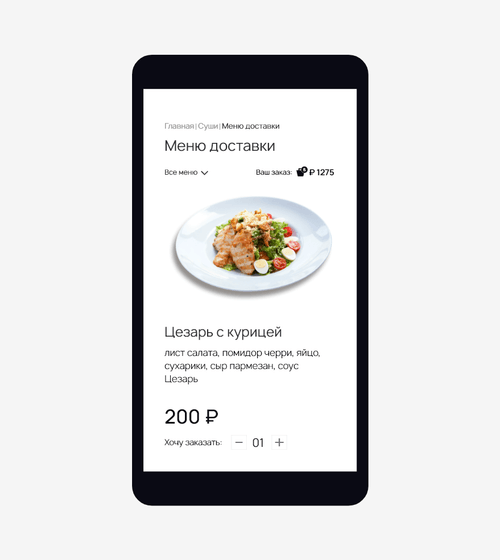 Главная | Суши | Меню доставки
Меню доставки
Все меню
Ваш заказ: ₽ 1275
Цезарь с курицей
лист салата, помидор черри, яйцо,
сухарики, сыр пармезан, соус
Цезарь
200 ₽
Хочу заказать: − 01 +